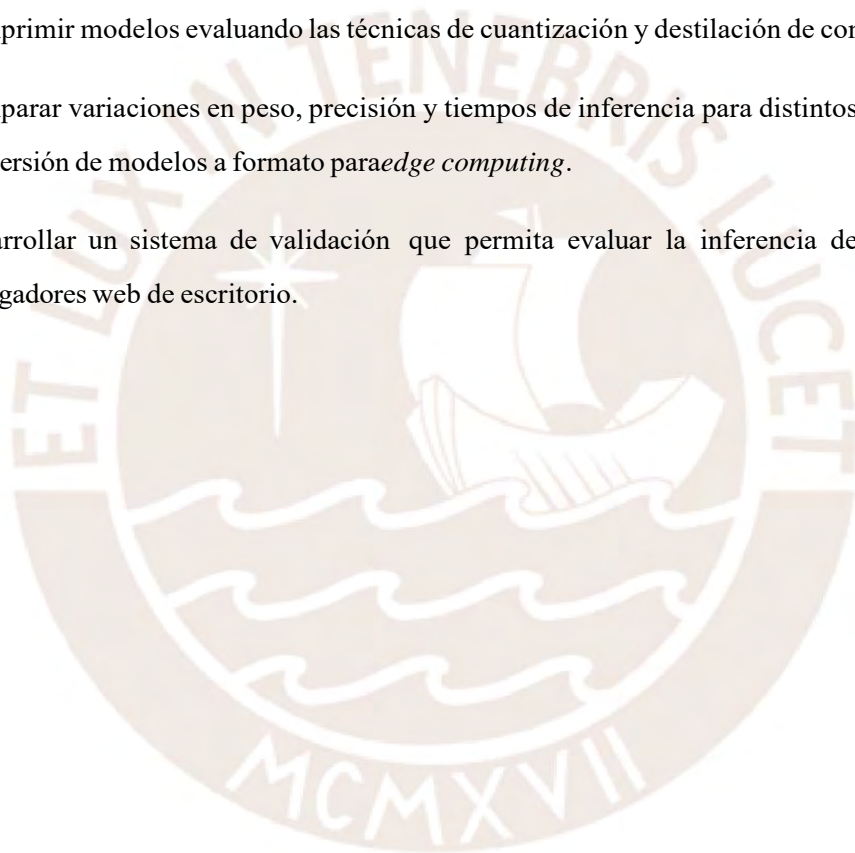 primir modelos evaluando las técnicas de cuantización y destilación de
parar variaciones en peso, precisión y tiempos de inferencia para distintos
ersión de modelos a formato paraedge computing.
arrollar un sistema de validación que permita evaluar la inferencia de
gadores web de escritorio.
ET LUX IN TENEBRIS LUCET
MCMXVII